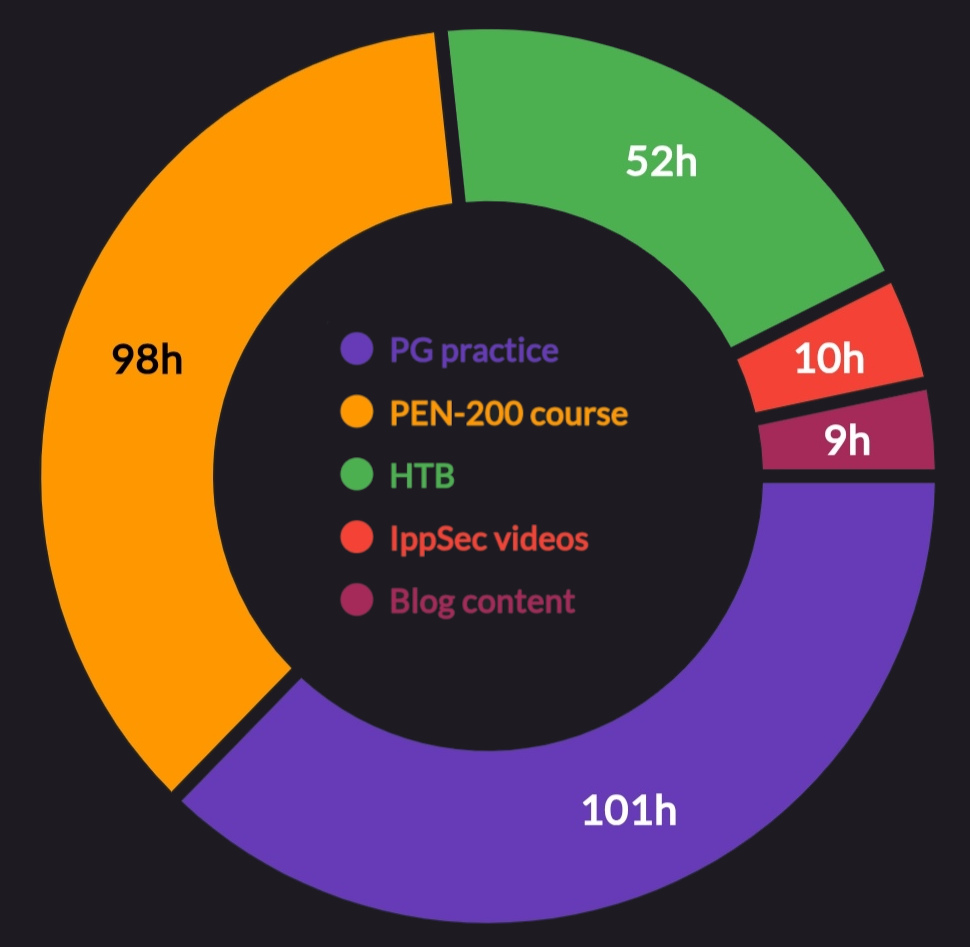 52h
98h
10h
9h
PG practice
PEN-200 course
HTB
IppSec videos
Blog content
101h